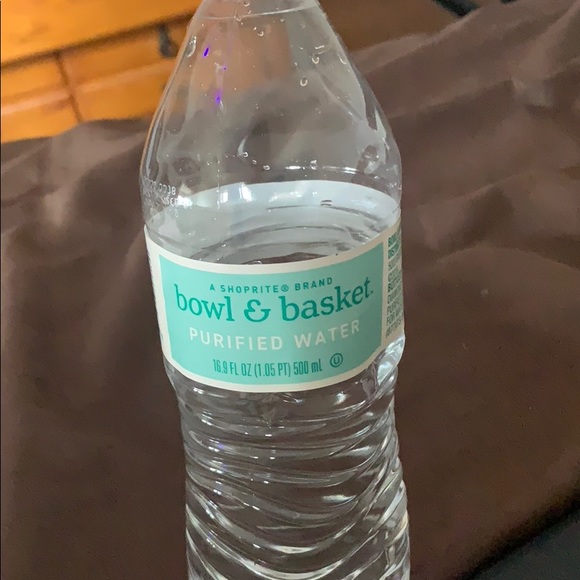 A SHOPRITE® BRAND
bowl & basket.
PURIFIED WATER
16.9 FL OZ (1.05 PT) 500 mL Ⓤ